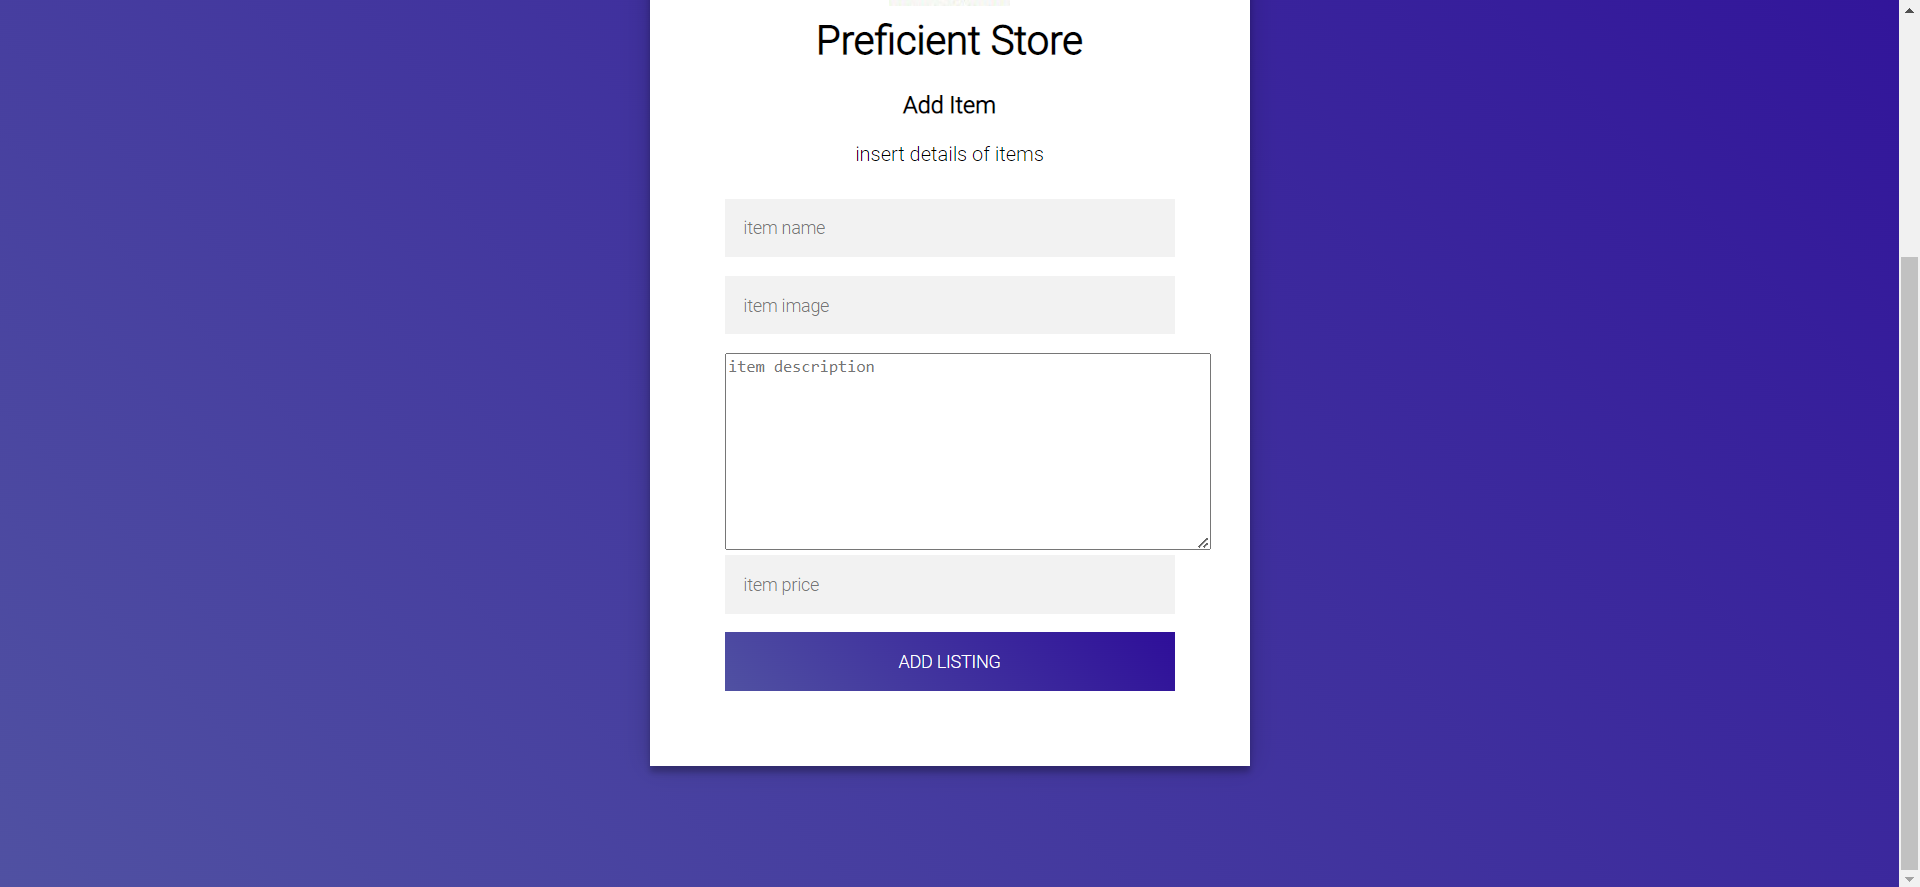 Preficient Store
Add Item
insert details of items
item name
item image
item description
item price
ADD LISTING